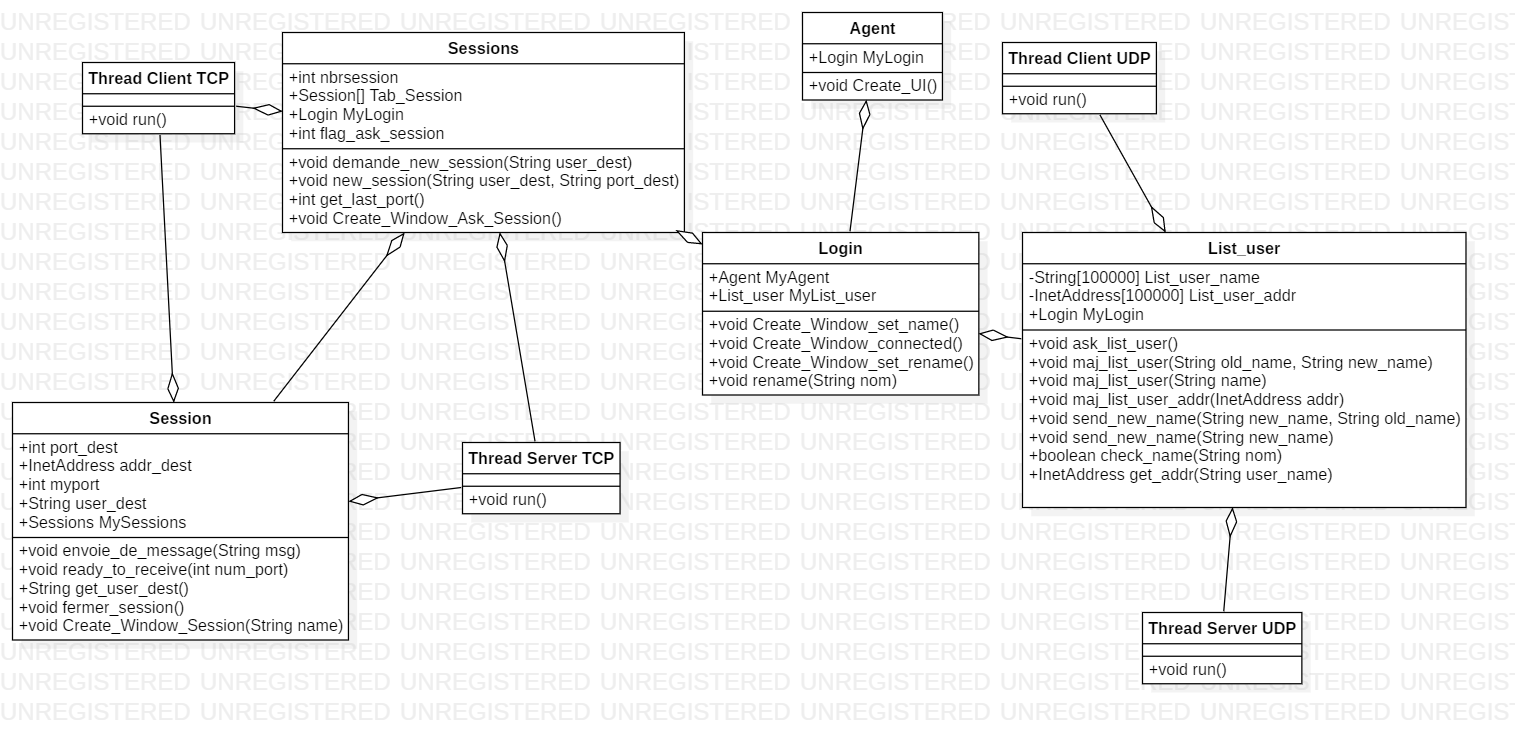 Thread Client TCP
+void run()
Sessions
+int nbrsession
+Session[] Tab_Session
+Login MyLogin
+int flag_ask_session
+void demande_new_session(String user_dest)
+void new_session(String user_dest, String port_dest)
+int get_last_port()
+void Create_Window_Ask_Session()
Agent
+Login MyLogin
+void Create_UI()
Thread Client UDP
+void run()
Login
+Agent MyAgent
+List_user MyList_user
+void Create_Window_set_name()
+void Create_Window_connected()
+void Create_Window_set_rename()
+void rename(String nom)
List_user
-String[100000] List_user_name
-InetAddress[100000] List_user_addr
+Login MyLogin
+void ask_list_user()
+void maj_list_user(String old_name, String new_name)
+void maj_list_user(String name)
+void maj_list_user_addr(InetAddress addr)
+void send_new_name(String new_name, String old_name)
+void send_new_name(String new_name)
+boolean check_name(String nom)
+InetAddress get_addr(String user_name)
Session
+int port_dest
+InetAddress addr_dest
+int myport
+String user_dest
+Sessions MySessions
+void envoie_de_message(String msg)
+void ready_to_receive(int num_port)
+String get_user_dest()
+void fermer_session()
+void Create_Window_Session(String name)
Thread Server TCP
+void run()
Thread Server UDP
+void run()
UNREGISTERED